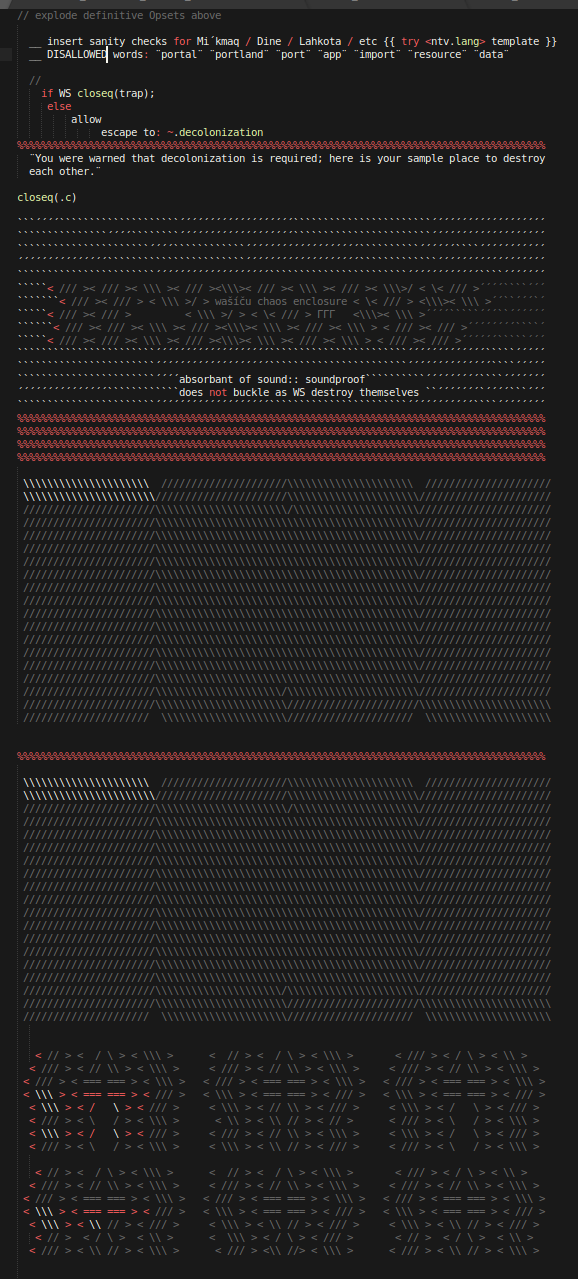 // explode definitive Opsets above
__ insert sanity checks for Mi´kmaq / Dine / Lahkota / etc {{ try <ntv.lang> template }}
__ DISALLOWED words: ¨portal¨ ¨portland¨ ¨port¨ ¨app¨ ¨import¨ ¨resource¨ ¨data¨
//
if WS closeq(trap);
else
allow
escape to: ~.decolonization
¨You were warned that decolonization is required; here is your sample place to destroy
each other.¨
closeq(.c)
wašíču chaos enclosure
ΓΓΓ
absorbant of sound:: soundproof
does not buckle as WS destroy themselves